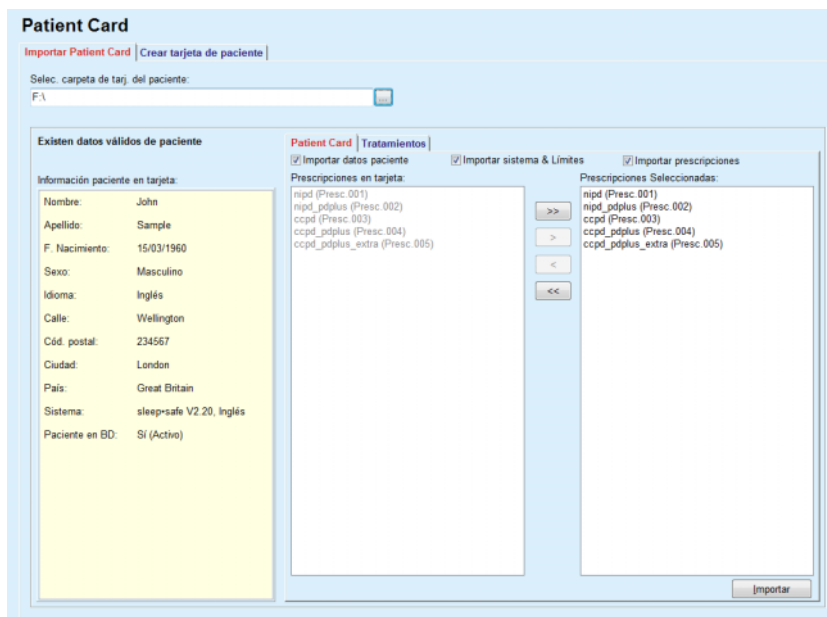 Patient Card
Importar Patient Card Crear tarjeta de paciente
Selec. carpeta de tarj. del paciente:
F:\
...
Existen datos válidos de paciente
Información paciente en tarjeta:
Nombre: John
Apellido: Sample
F. Nacimiento: 15/03/1960
Sexo: Masculino
Idioma: Inglés
Calle: Wellington
Cód. postal: 234567
Ciudad: London
País: Great Britain
Sistema: sleep•safe V2.20, Inglés
Paciente en BD: Sí (Activo)
Patient Card Tratamientos
Importar datos paciente Importar sistema & Límites Importar prescripciones
Prescripciones en tarjeta:
nipd (Presc.001)
nipd_pdplus (Presc.002)
ccpd (Presc.003)
ccpd_pdplus (Presc.004)
ccpd_pdplus_extra (Presc.005)
>>
>
<
<<
Prescripciones Seleccionadas:
nipd (Presc.001)
nipd_pdplus (Presc.002)
ccpd (Presc.003)
ccpd_pdplus (Presc.004)
ccpd_pdplus_extra (Presc.005)
Importar